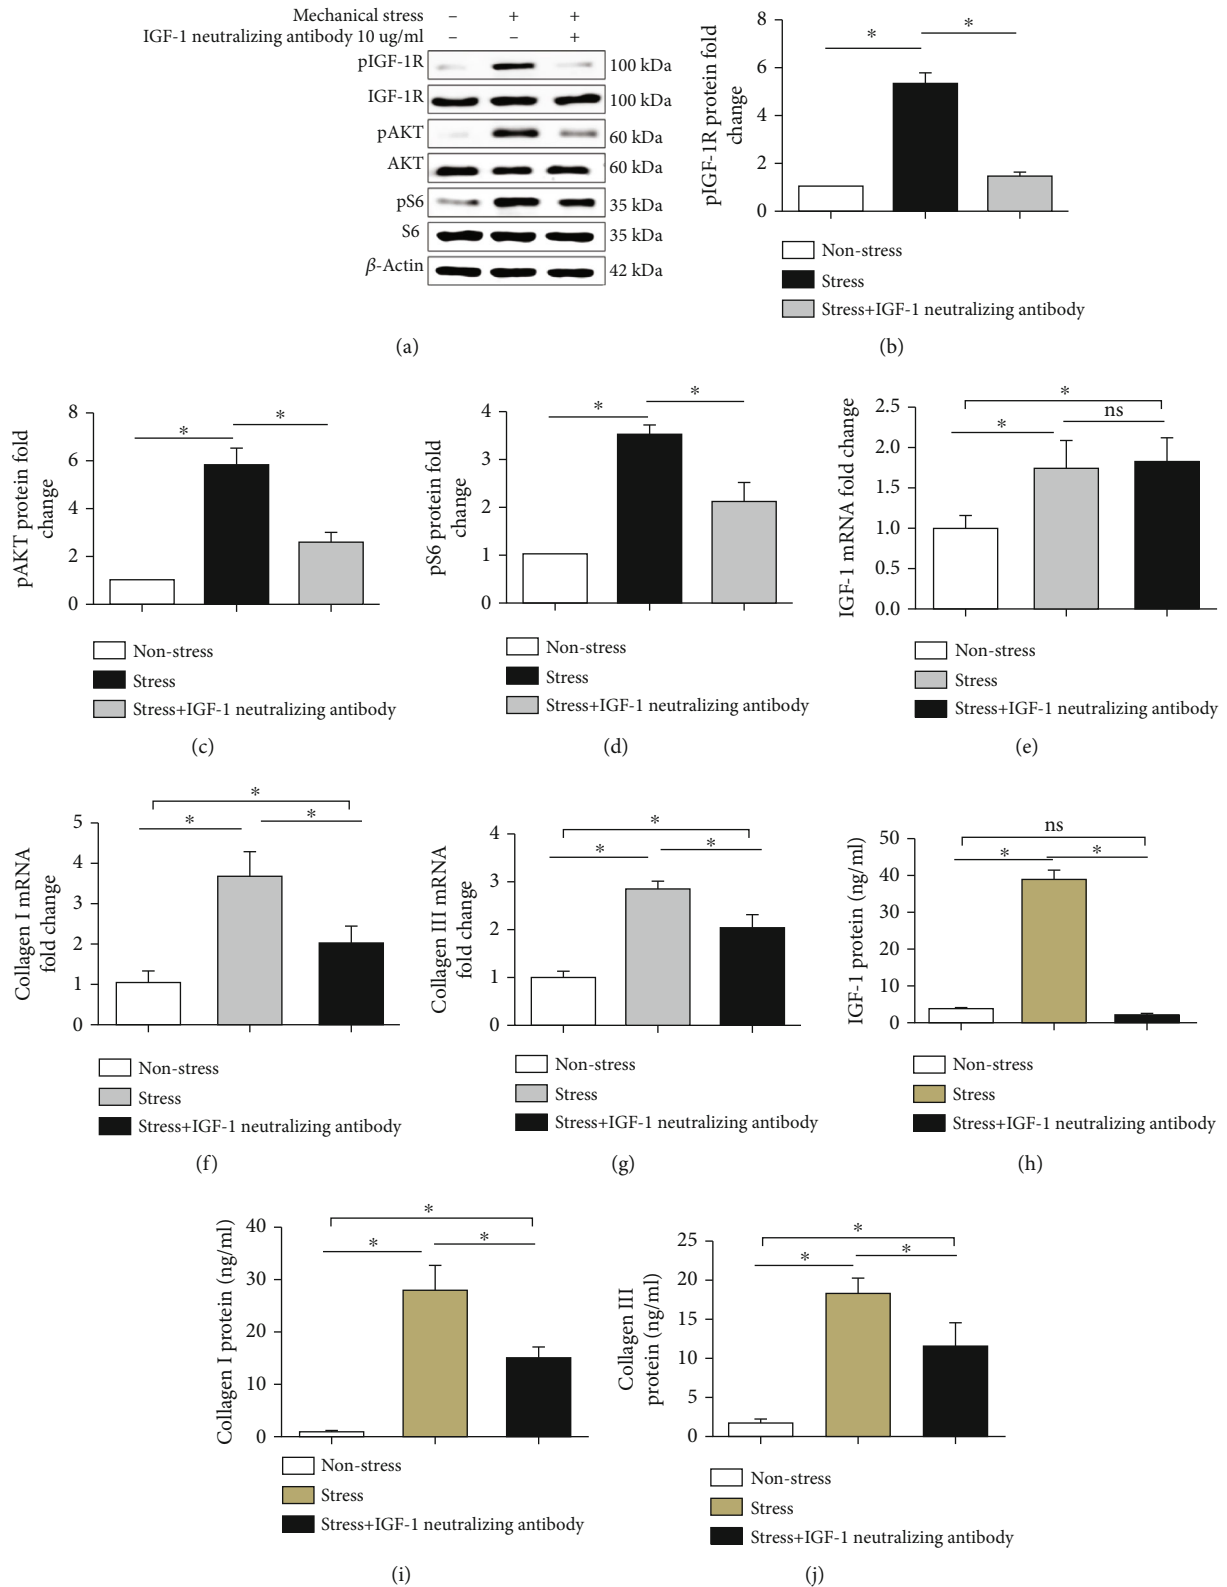 Mechanical stress – + +
IGF-1 neutralizing antibody 10 ug/ml – – +
pIGF-1R 100 kDa
IGF-1R 100 kDa
pAKT 60 kDa
AKT 60 kDa
pS6 35 kDa
S6 35 kDa
β-Actin 42 kDa
(a)
pIGF-1R protein fold
change
8
6
4
2
0
* *
Non-stress
Stress
Stress+IGF-1 neutralizing antibody
(b)
pAKT protein fold
change
8
6
4
2
0
* *
Non-stress
Stress
Stress+IGF-1 neutralizing antibody
(c)
pS6 protein fold
change
4
3
2
1
0
* *
Non-stress
Stress
Stress+IGF-1 neutralizing antibody
(d)
IGF-1 mRNA fold change
2.5
2.0
1.5
1.0
0.5
0.0
*
* ns
Non-stress
Stress
Stress+IGF-1 neutralizing antibody
(e)
Collagen I mRNA
fold change
5
4
3
2
1
0
*
* *
Non-stress
Stress
Stress+IGF-1 neutralizing antibody
(f)
Collagen III mRNA
fold change
4
3
2
1
0
*
* *
Non-stress
Stress
Stress+IGF-1 neutralizing antibody
(g)
IGF-1 protein (ng/ml)
50
40
30
20
10
0
ns
* *
Non-stress
Stress
Stress+IGF-1 neutralizing antibody
(h)
Collagen I protein (ng/ml)
40
30
20
10
0
*
* *
Non-stress
Stress
Stress+IGF-1 neutralizing antibody
(i)
Collagen III
protein (ng/ml)
25
20
15
10
5
0
*
* *
Non-stress
Stress
Stress+IGF-1 neutralizing antibody
(j)